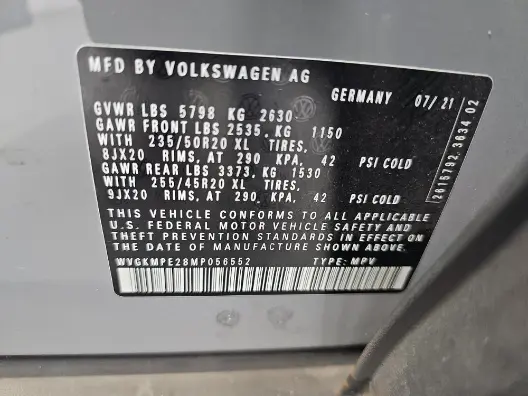 MFD BY VOLKSWAGEN AG
GERMANY 07/21
GVWR LBS 5798 KG 2630
GAWR FRONT LBS 2535, KG 1150
WITH 235/50R20 XL TIRES,
8JX20 RIMS, AT 290 KPA, 42 PSI COLD
GAWR REAR LBS 3373, KG 1530
WITH 255/45R20 XL TIRES,
9JX20 RIMS, AT 290 KPA, 42 PSI COLD
THIS VEHICLE CONFORMS TO ALL APPLICABLE
U.S. FEDERAL MOTOR VEHICLE SAFETY AND
THEFT PREVENTION STANDARDS IN EFFECT ON
THE DATE OF MANUFACTURE SHOWN ABOVE.
WVGKMPE28MP056552 TYPE: MPV
2615792, 3634 02